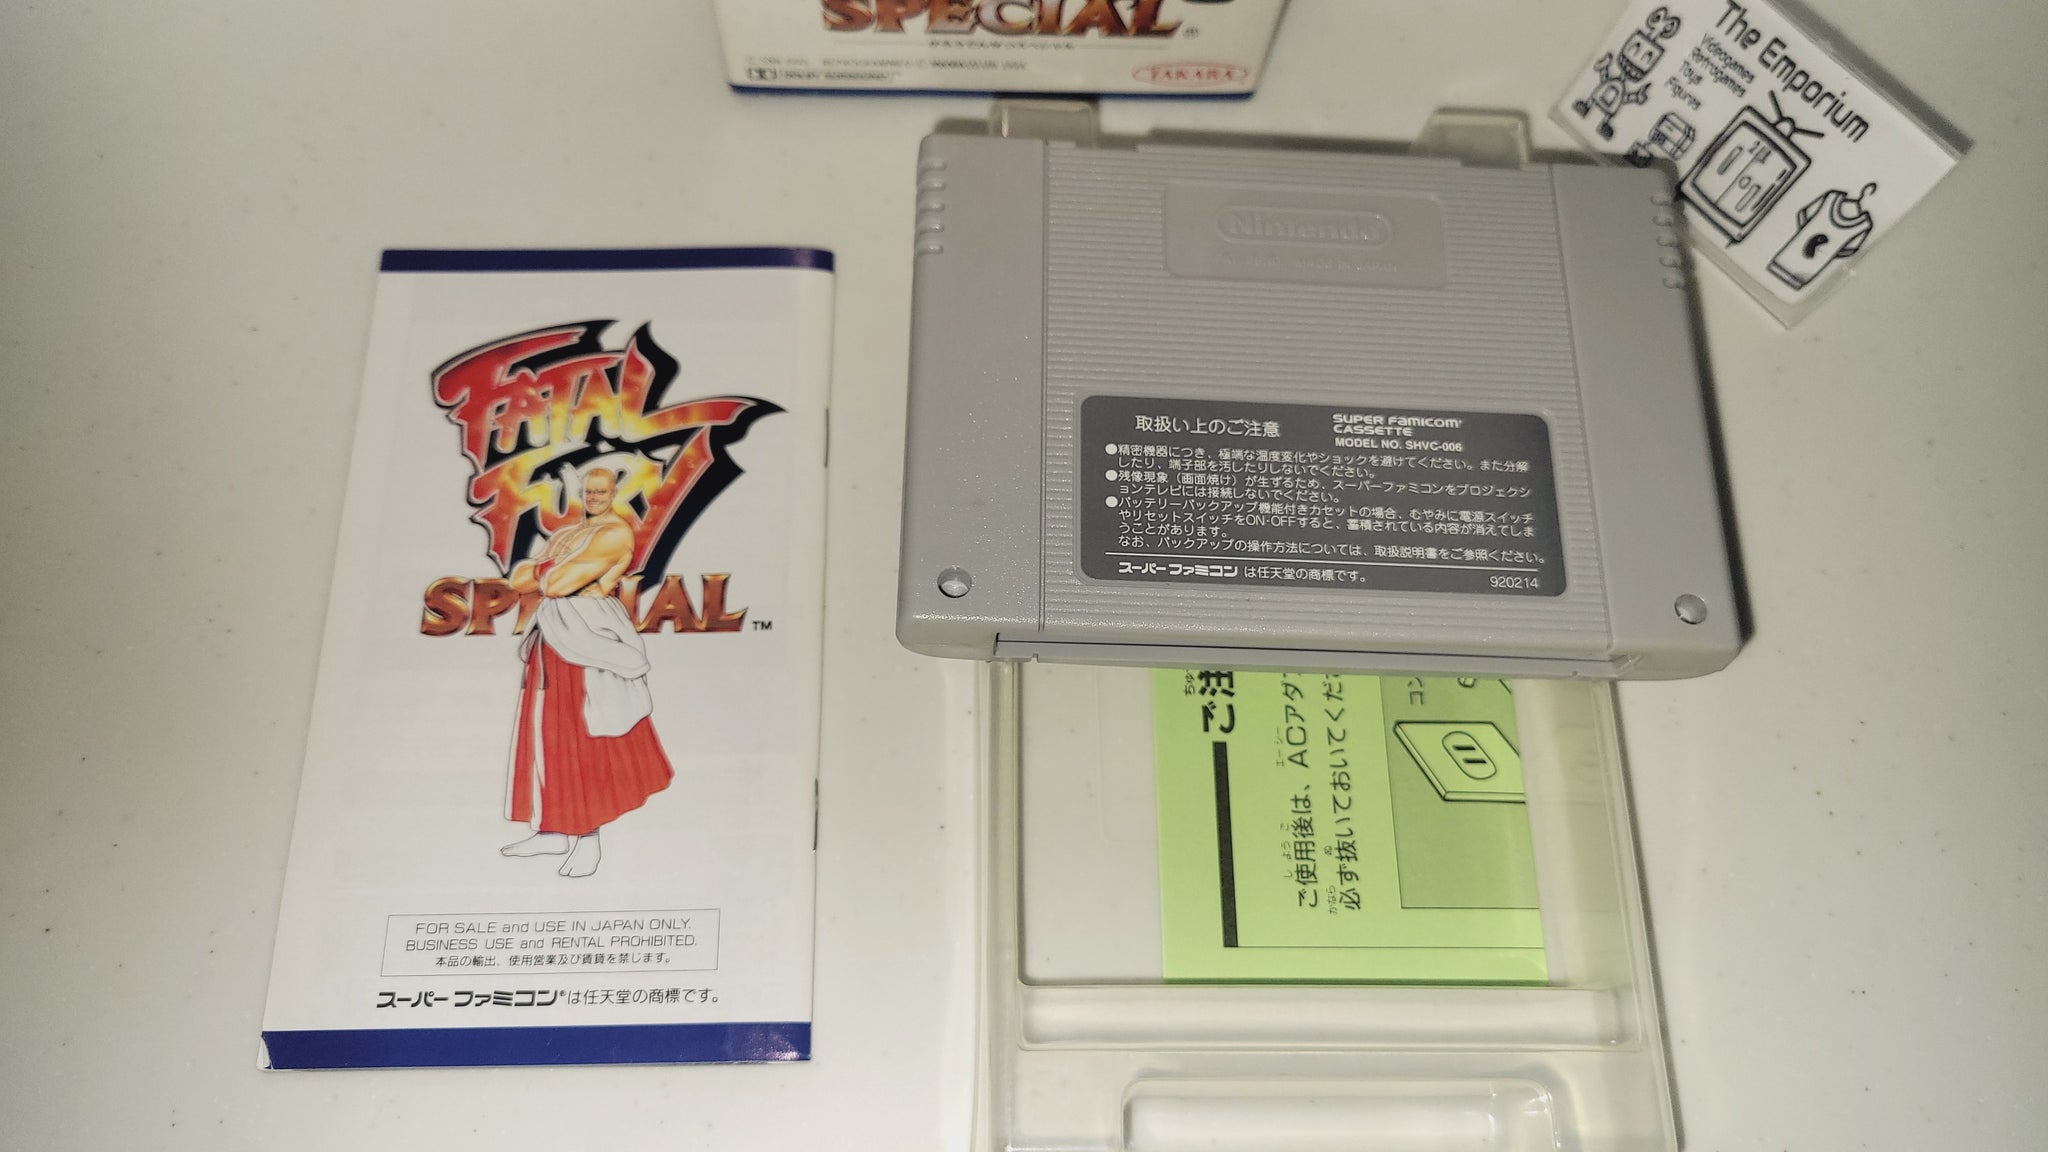 SPECIAL
TAKARA
The Emporium
Videogames
Retrogames
Toys
Figures
Nintendo
MADE IN JAPAN
取扱い上のご注意
SUPER FAMICOM
CASSETTE
MODEL NO. SHVC-006
●精密機器につき、極端な温度変化やショックを避けてください。また分解
したり、端子部を汚したりしないでください。
●残像現象（画面焼け）が生ずるため、スーパーファミコンをプロジェクシ
ョンテレビには接続しないでください。
●バッテリーバックアップ機能付きカセットの場合、むやみに電源スイッチ
やリセットスイッチをON·OFFすると、蓄積されている内容が消えてしま
うことがあります。
なお、バックアップの操作方法については、取扱説明書をご参照ください。
スーパーファミコンは任天堂の商標です。
920214
FATAL
FURY
SPECIAL™
FOR SALE and USE IN JAPAN ONLY.
BUSINESS USE and RENTAL PROHIBITED.
本品の輸出、使用営業及び賃貸を禁じます。
スーパーファミコン®は任天堂の商標です。
ご注
ご使用後は、ACアダ
必ず抜いておいてくだ
コン